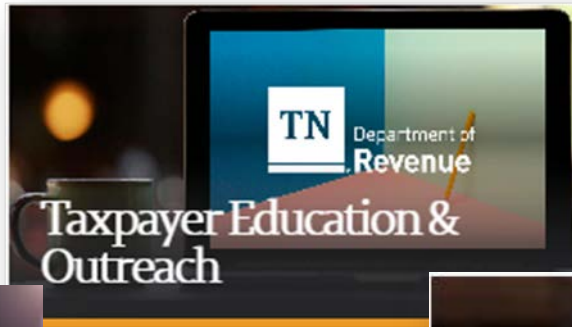 TN
Department of
Revenue
Taxpayer Education &
Outreach